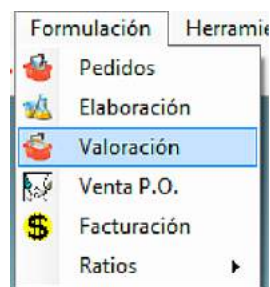 Formulación Herramie
Pedidos
Elaboración
Valoración
Venta P.O.
Facturación
Ratios